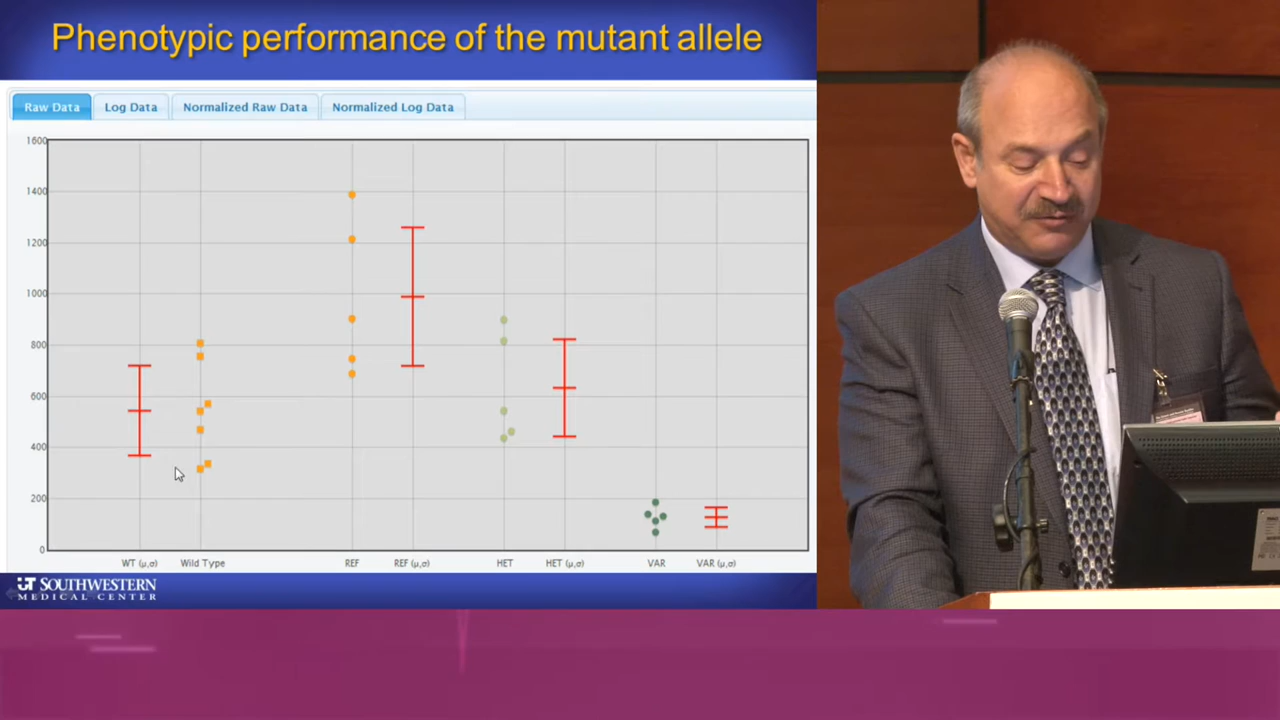 Phenotypic performance of the mutant allele
Raw Data
Log Data
Normalized Raw Data
Normalized Log Data
1600
1400
1200
1000
800
600
400
200
0
WT (μ,σ)
Wild Type
REF
REF (μ,σ)
HET
HET (μ,σ)
VAR
VAR (μ,σ)
UT SOUTHWESTERN
MEDICAL CENTER